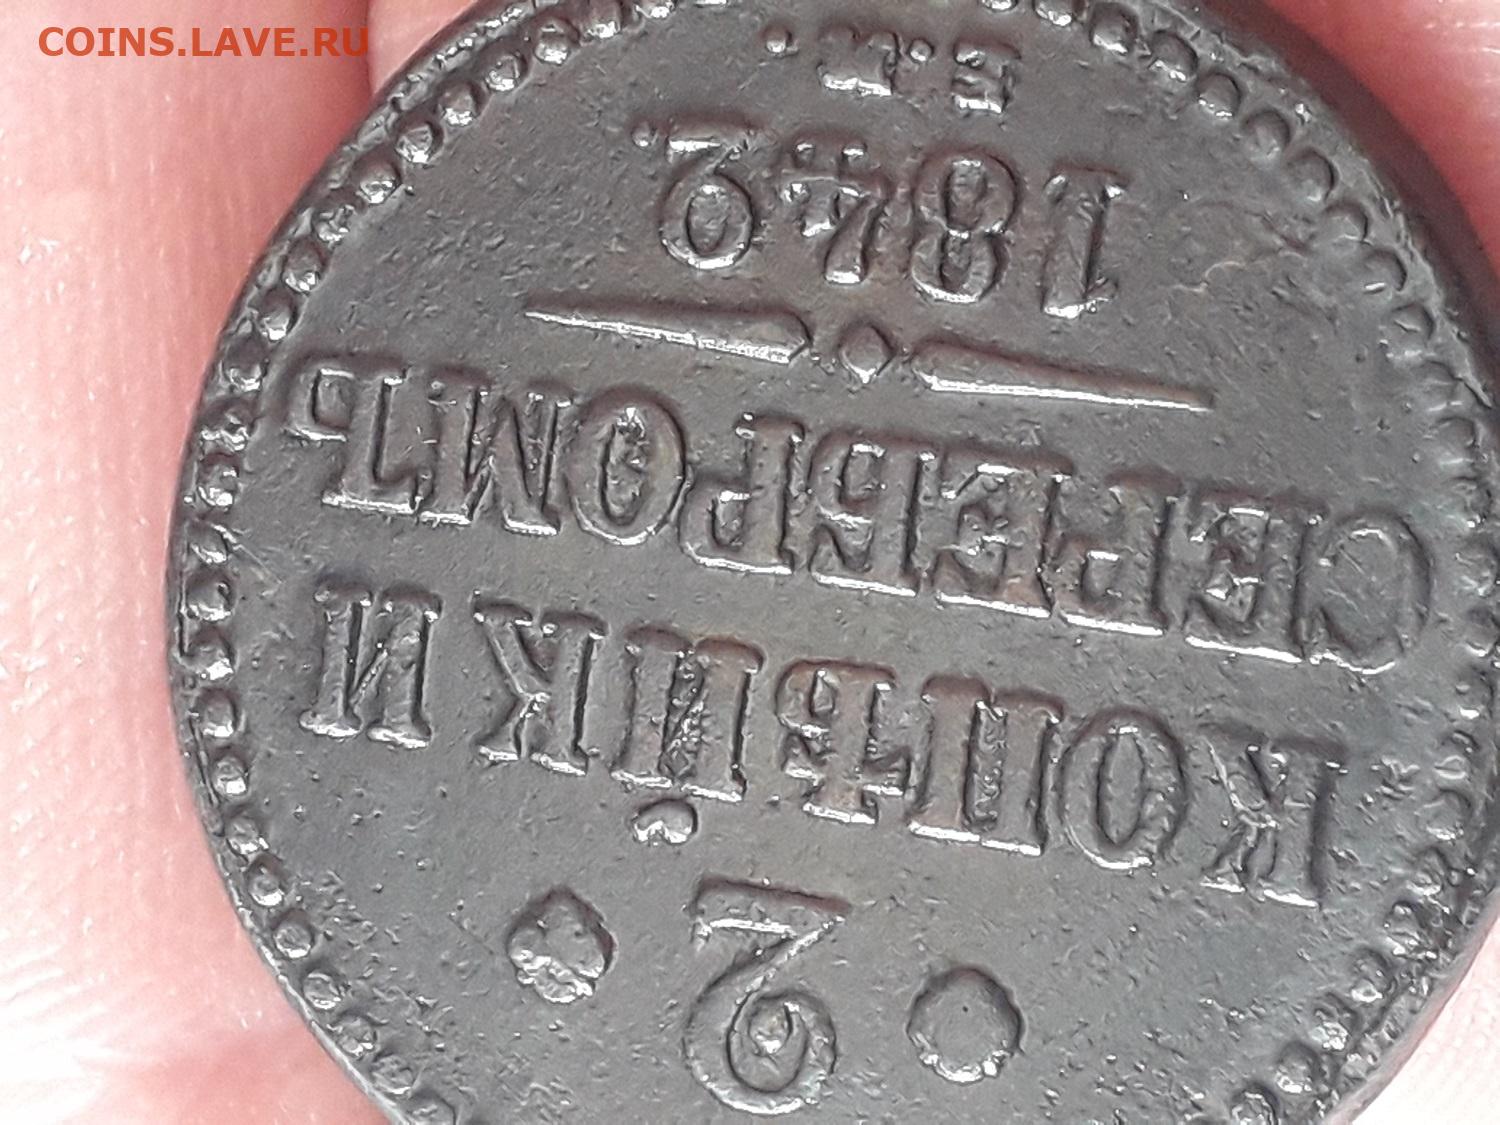 COINS.LAVE.RU
2
КОПѢЙКИ
СЕРЕБРОМЪ
1842.
Е.М.